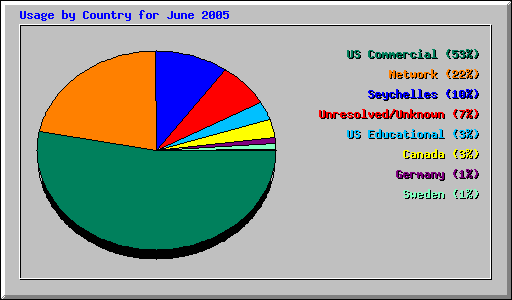 Usage by Country for June 2005
US Commercial (53%)
Network (22%)
Seychelles (10%)
Unresolved/Unknown (7%)
US Educational (3%)
Canada (3%)
Germany (1%)
Sweden (1%)